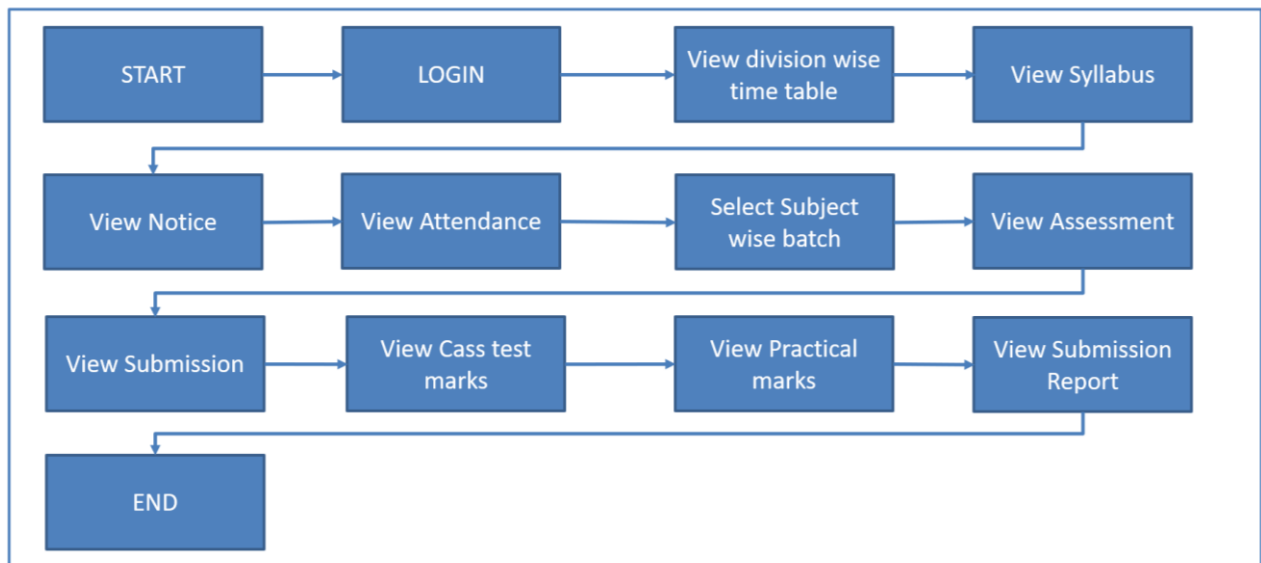 START
LOGIN
View division wise
time table
View Syllabus
View Notice
View Attendance
Select Subject
wise batch
View Assessment
View Submission
View Cass test
marks
View Practical
marks
View Submission
Report
END